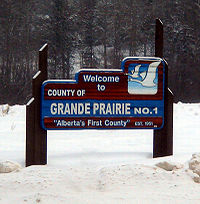 Welcome to
COUNTY OF
GRANDE PRAIRIE NO.1
"Alberta's First County" EST. 1951